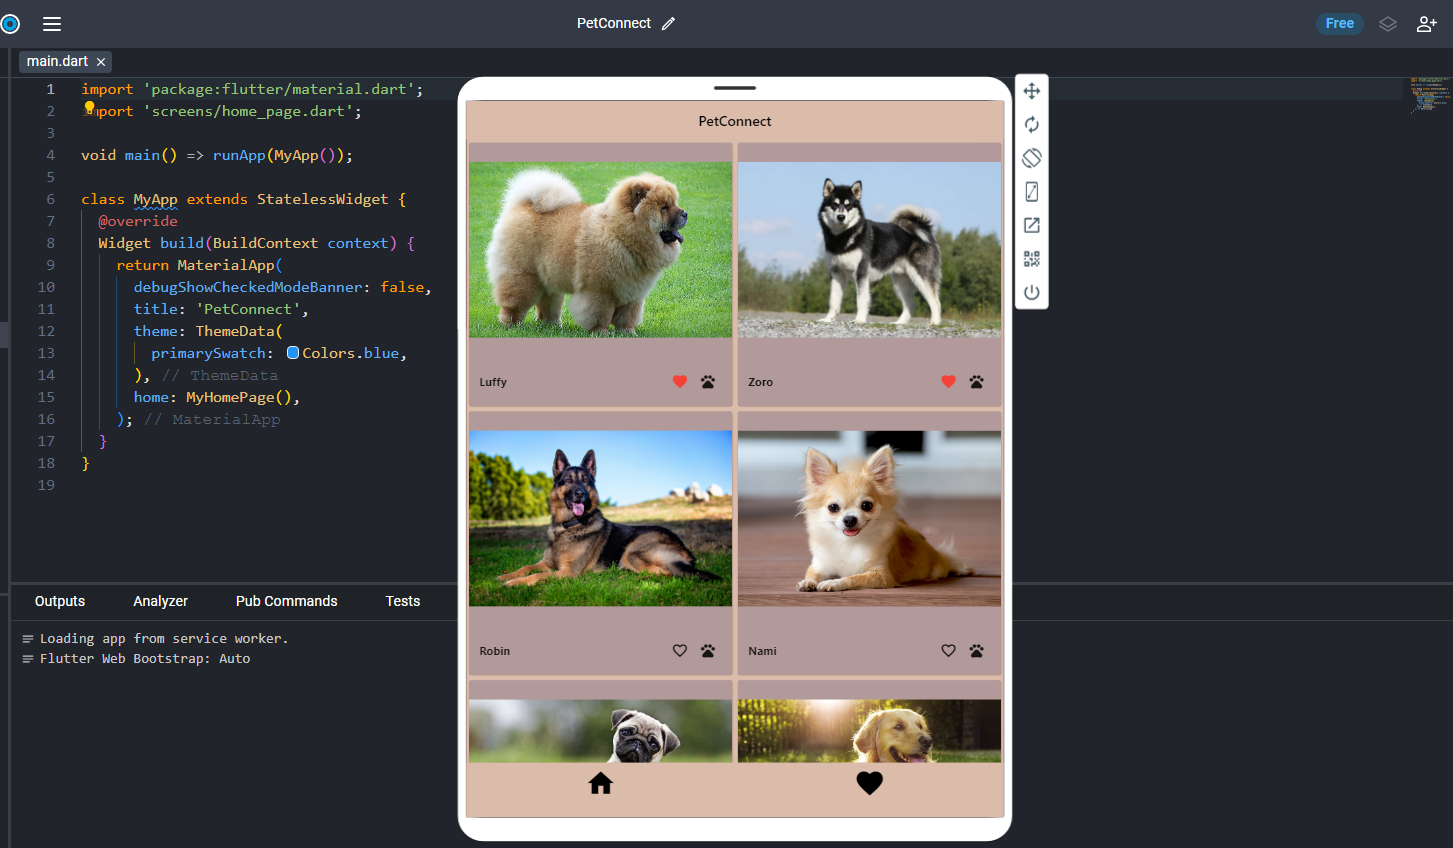 PetConnect
Free
main.dart
1 import 'package:flutter/material.dart';
2 import 'screens/home_page.dart';
3
4 void main() => runApp(MyApp());
5
6 class MyApp extends StatelessWidget {
7 @override
8 Widget build(BuildContext context) {
9 return MaterialApp(
10 debugShowCheckedModeBanner: false,
11 title: 'PetConnect',
12 theme: ThemeData(
13 primarySwatch: Colors.blue,
14 ), // ThemeData
15 home: MyHomePage(),
16 ); // MaterialApp
17 }
18 }
19
PetConnect
Luffy
Zoro
Robin
Nami
Outputs Analyzer Pub Commands Tests
Loading app from service worker.
Flutter Web Bootstrap: Auto